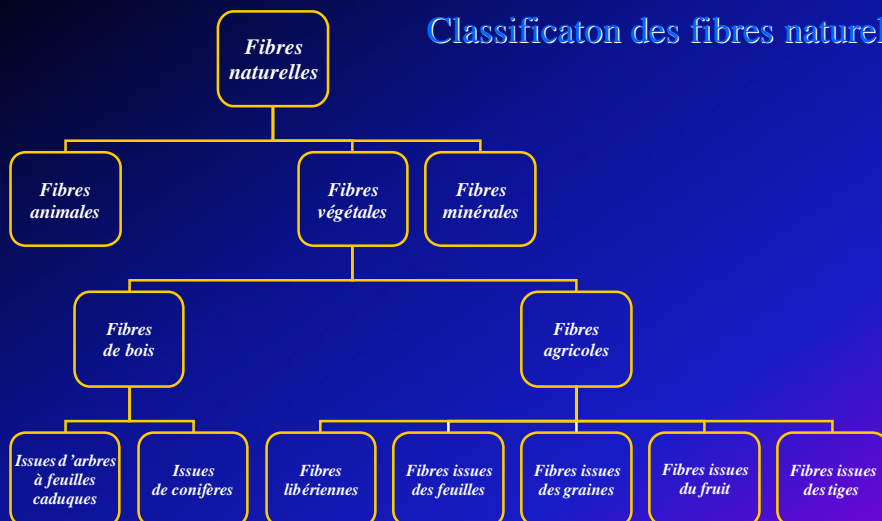 Classificaton des fibres naturel
Fibres
naturelles
Fibres
animales
Fibres
végétales
Fibres
minérales
Fibres
de bois
Fibres
agricoles
Issues d'arbres
à feuilles
caduques
Issues
de conifères
Fibres
libériennes
Fibres issues
des feuilles
Fibres issues
des graines
Fibres issues
du fruit
Fibres issues
des tiges